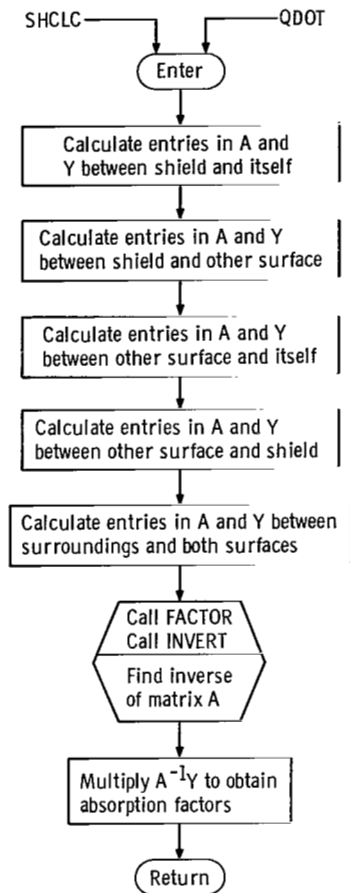 SHCLC
QDOT
Enter
Calculate entries in A and
Y between shield and itself
Calculate entries in A and Y
between shield and other surface
Calculate entries in A and Y
between other surface and itself
Calculate entries in A and Y
between other surface and shield
Calculate entries in A and Y between
surroundings and both surfaces
Call FACTOR
Call INVERT
Find inverse
of matrix A
Multiply A⁻¹Y to obtain
absorption factors
Return